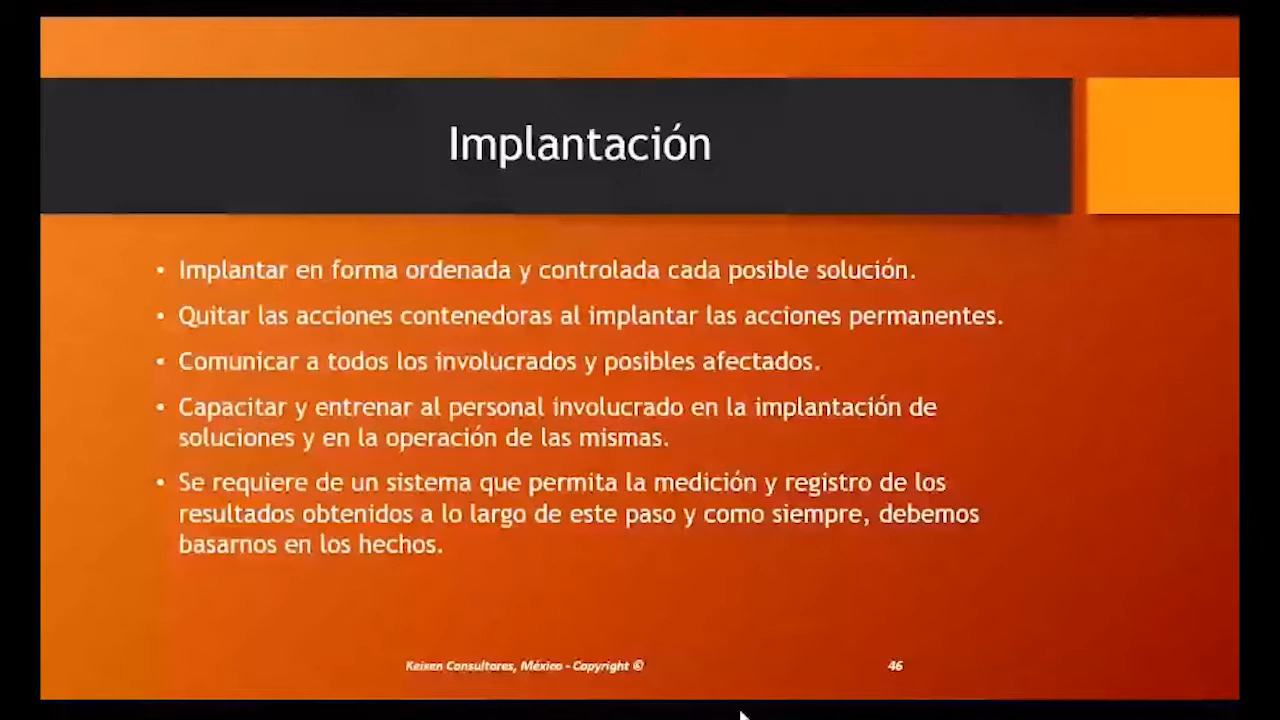 Implantación
• Implantar en forma ordenada y controlada cada posible solución.
• Quitar las acciones contenedoras al implantar las acciones permanentes.
• Comunicar a todos los involucrados y posibles afectados.
• Capacitar y entrenar al personal involucrado en la implantación de
soluciones y en la operación de las mismas.
• Se requiere de un sistema que permita la medición y registro de los
resultados obtenidos a lo largo de este paso y como siempre, debemos
basarnos en los hechos.
Keixen Consultores, México - Copyright ©
46